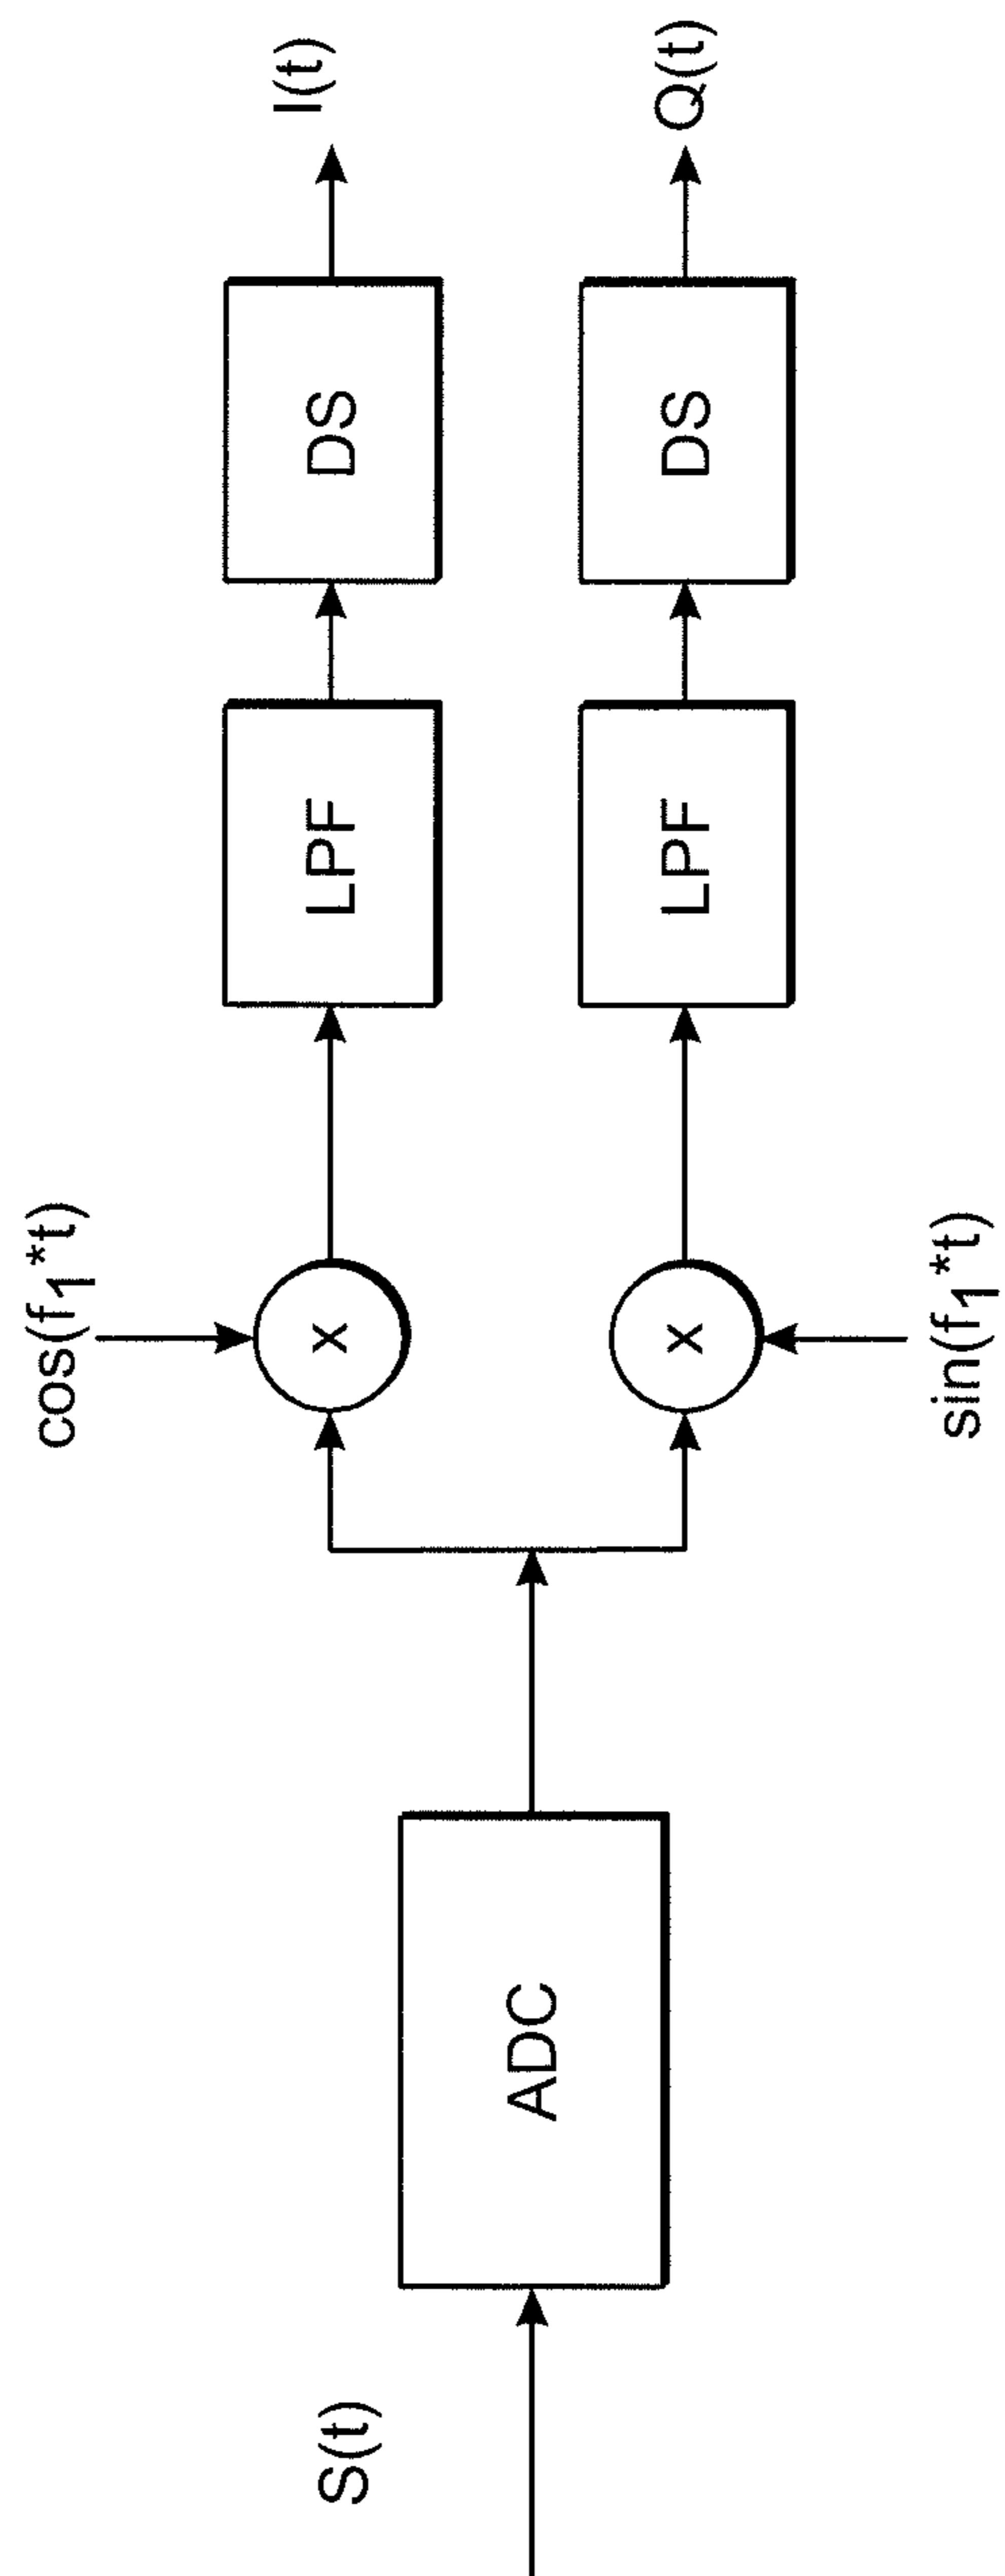 S(t)
ADC
cos(f₁*t)
x
LPF
DS
I(t)
sin(f₁*t)
x
LPF
DS
Q(t)